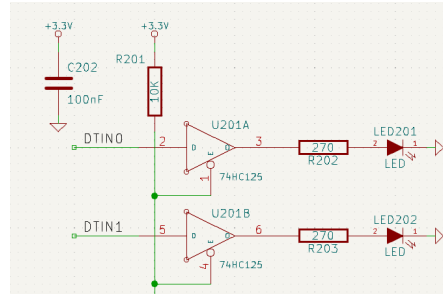 +3.3V
+3.3V
R201
C202
10K
100nF
U201A
LED201
DTIN0
2
D
E
O
3
270
2
1
R202
LED
1
74HC125
U201B
LED202
DTIN1
5
D
E
O
6
270
2
1
R203
LED
4
74HC125